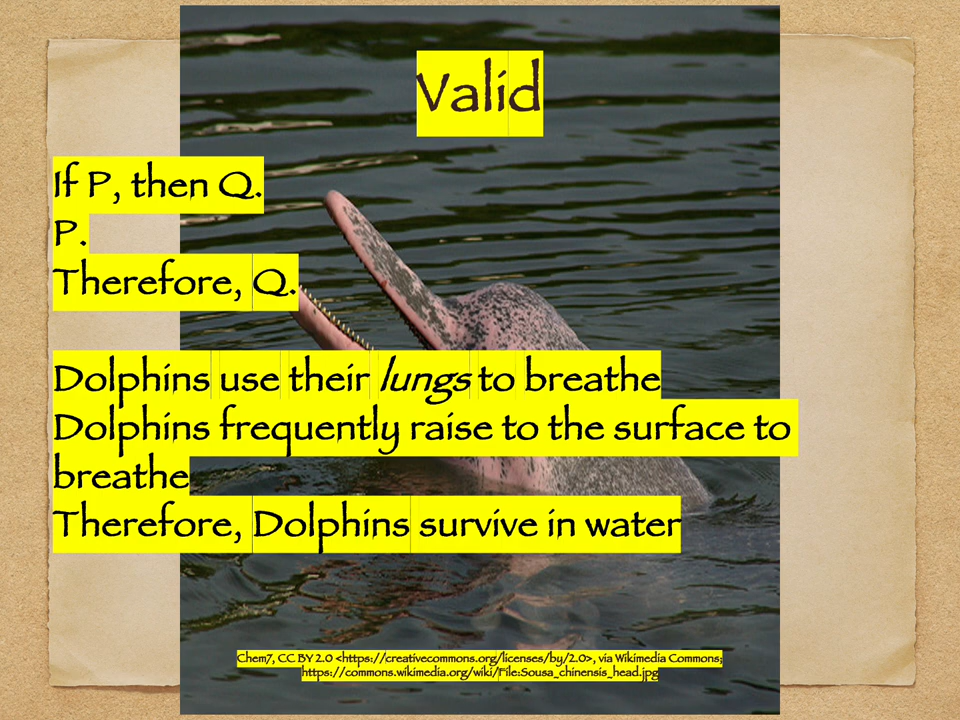 Valid
If P, then Q.
P.
Therefore, Q.
Dolphins use their lungs to breathe
Dolphins frequently raise to the surface to
breathe
Therefore, Dolphins survive in water
Chem7, CC BY 2.0 <https://creativecommons.org/licenses/by/2.0>, via Wikimedia Commons;
https://commons.wikimedia.org/wiki/File:Sousa_chinensis_head.jpg